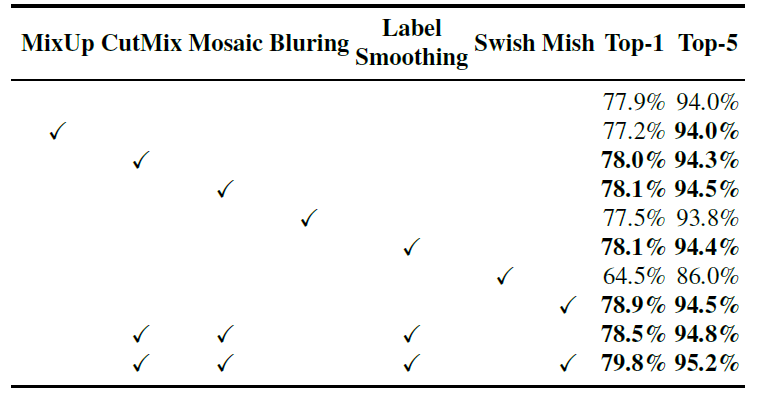 MixUp CutMix Mosaic Bluring Label Smoothing Swish Mish Top-1 Top-5
77.9% 94.0%
✓ 77.2% 94.0%
✓ 78.0% 94.3%
✓ 78.1% 94.5%
✓ 77.5% 93.8%
✓ 78.1% 94.4%
✓ 64.5% 86.0%
✓ 78.9% 94.5%
✓ ✓ ✓ 78.5% 94.8%
✓ ✓ ✓ ✓ 79.8% 95.2%